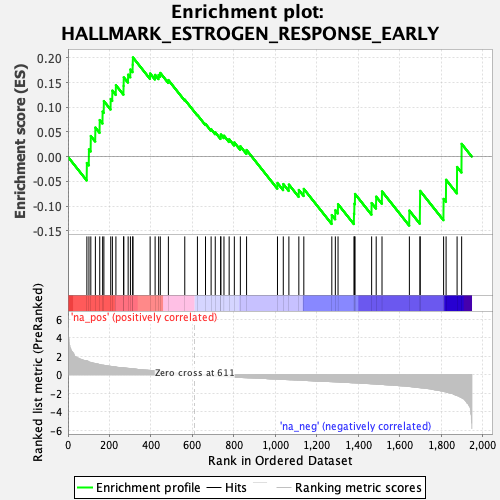 Enrichment plot:
HALLMARK_ESTROGEN_RESPONSE_EARLY
Enrichment score (ES)
0.20
0.15
0.10
0.05
0.00
-0.05
-0.10
-0.15
'na_pos' (positively correlated)
Ranked list metric (PreRanked)
6
4
2
0
-2
-4
-6
Zero cross at 611
'na_neg' (negatively correlated)
0 200 400 600 800 1,000 1,200 1,400 1,600 1,800 2,000
Rank in Ordered Dataset
Enrichment profile Hits Ranking metric scores